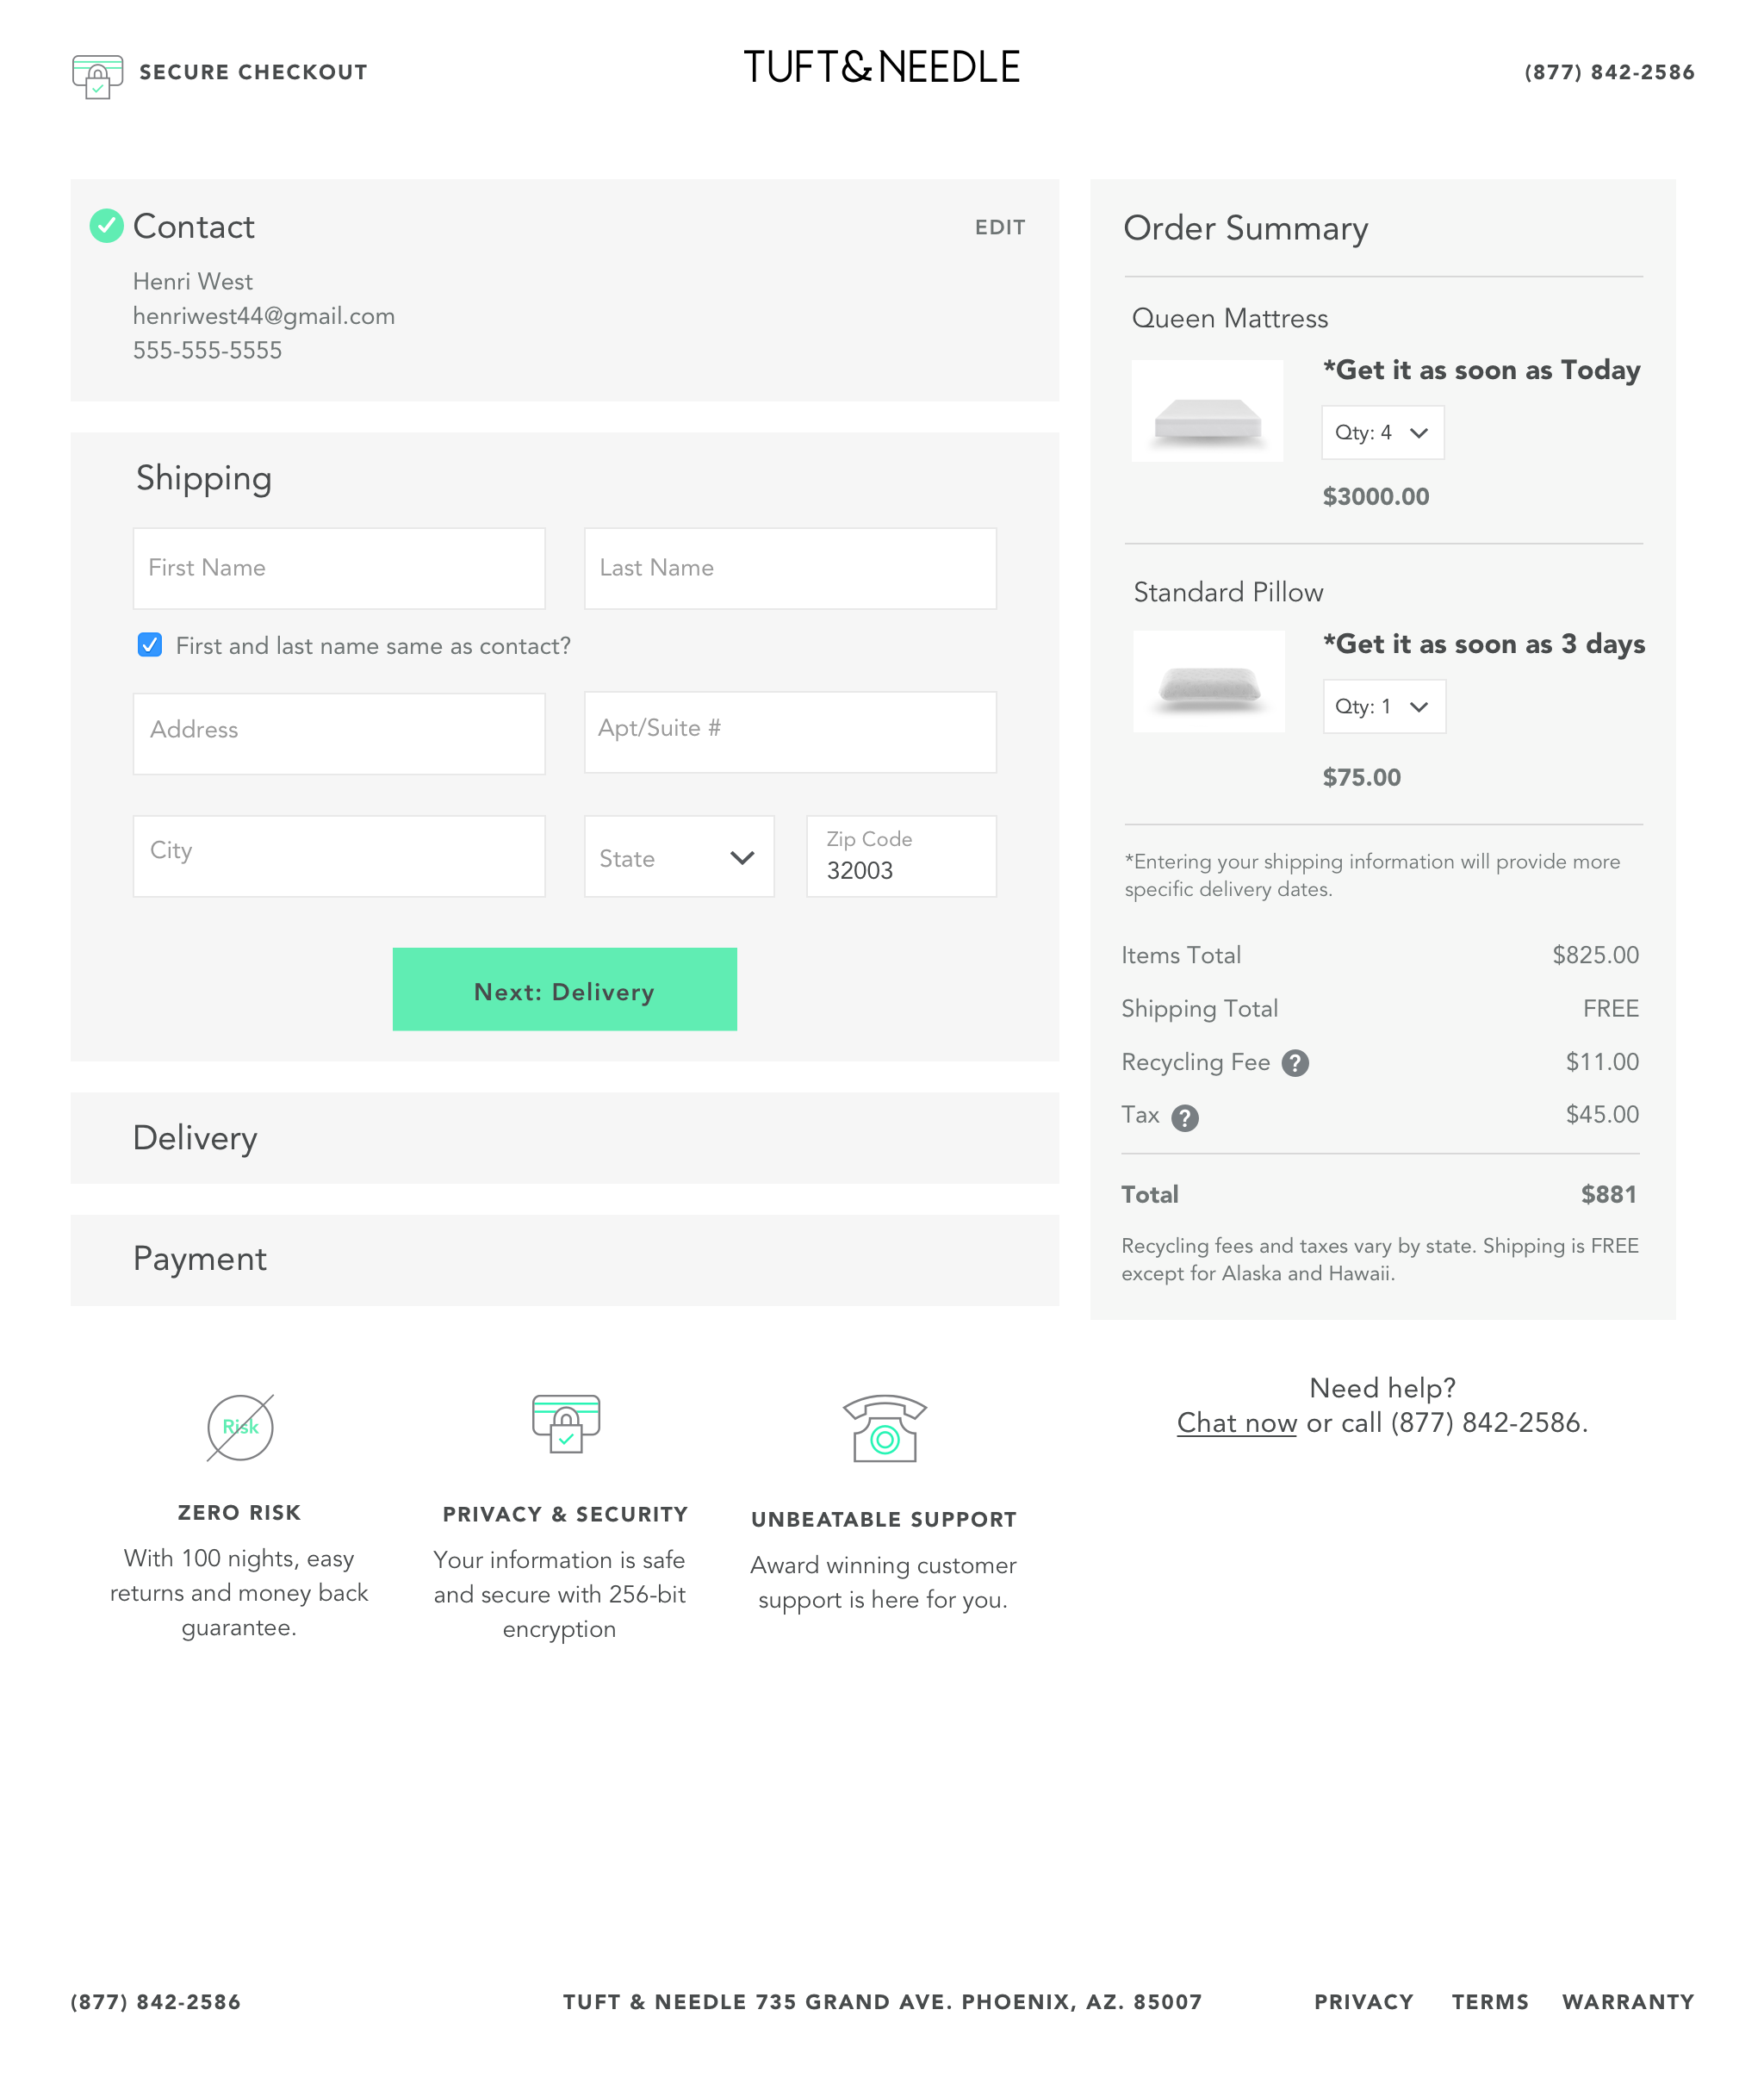 SECURE CHECKOUT
TUFT&NEEDLE
(877) 842-2586
Contact
EDIT
Henri West
henriwest44@gmail.com
555-555-5555
Shipping
First Name
Last Name
First and last name same as contact?
Address
Apt/Suite #
City
State
Zip Code
32003
Next: Delivery
Delivery
Payment
Order Summary
Queen Mattress
*Get it as soon as Today
Qty: 4
$3000.00
Standard Pillow
*Get it as soon as 3 days
Qty: 1
$75.00
*Entering your shipping information will provide more
specific delivery dates.
Items Total $825.00
Shipping Total FREE
Recycling Fee ? $11.00
Tax ? $45.00
Total $881
Recycling fees and taxes vary by state. Shipping is FREE
except for Alaska and Hawaii.
Need help?
Chat now or call (877) 842-2586.
Risk
ZERO RISK
With 100 nights, easy
returns and money back
guarantee.
PRIVACY & SECURITY
Your information is safe
and secure with 256-bit
encryption
UNBEATABLE SUPPORT
Award winning customer
support is here for you.
(877) 842-2586
TUFT & NEEDLE 735 GRAND AVE. PHOENIX, AZ. 85007
PRIVACY
TERMS
WARRANTY